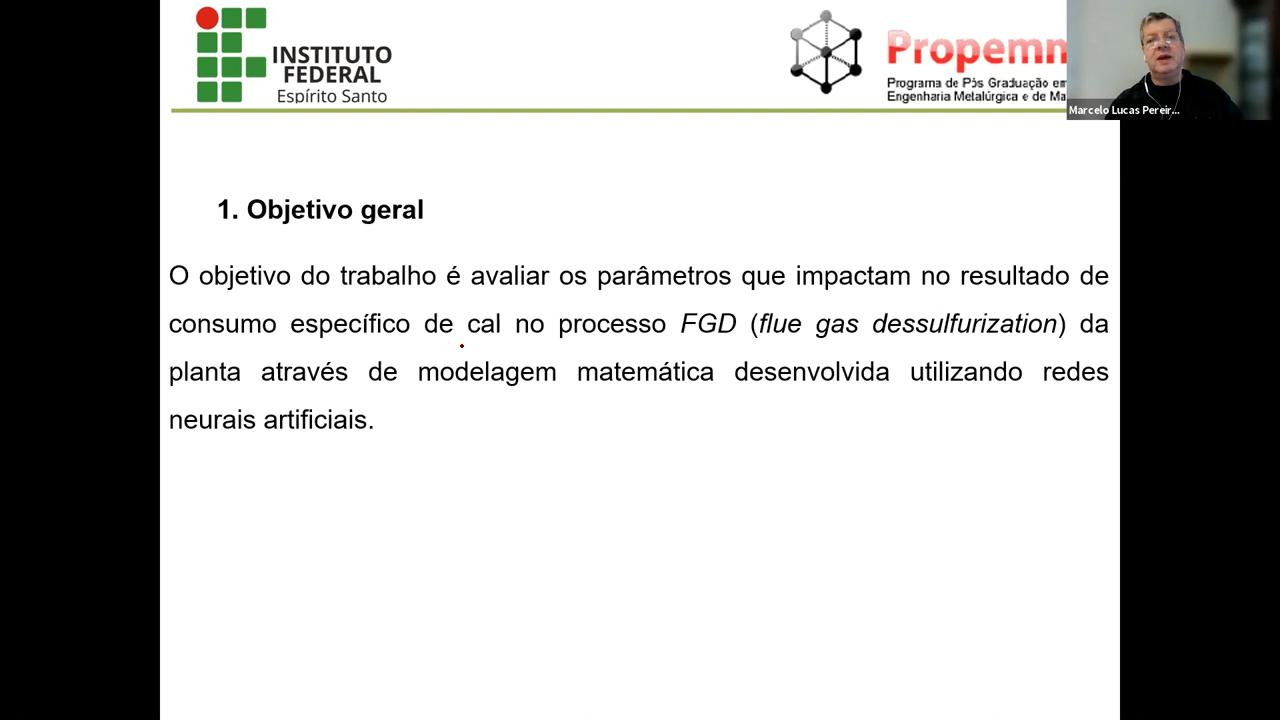 INSTITUTO
FEDERAL
Espírito Santo
Propemm
Programa de Pós Graduação em
Engenharia Metalúrgica e de Ma
Marcelo Lucas Pereir...
1. Objetivo geral
O objetivo do trabalho é avaliar os parâmetros que impactam no resultado de
consumo específico de cal no processo FGD (flue gas dessulfurization) da
planta através de modelagem matemática desenvolvida utilizando redes
neurais artificiais.